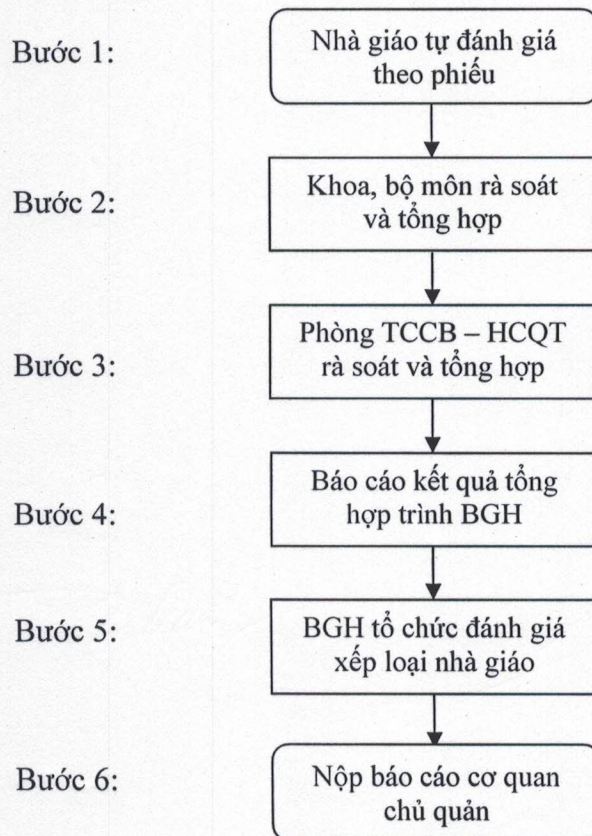 Bước 1:
Nhà giáo tự đánh giá
theo phiếu
Bước 2:
Khoa, bộ môn rà soát
và tổng hợp
Bước 3:
Phòng TCCB – HCQT
rà soát và tổng hợp
Bước 4:
Báo cáo kết quả tổng
hợp trình BGH
Bước 5:
BGH tổ chức đánh giá
xếp loại nhà giáo
Bước 6:
Nộp báo cáo cơ quan
chủ quản